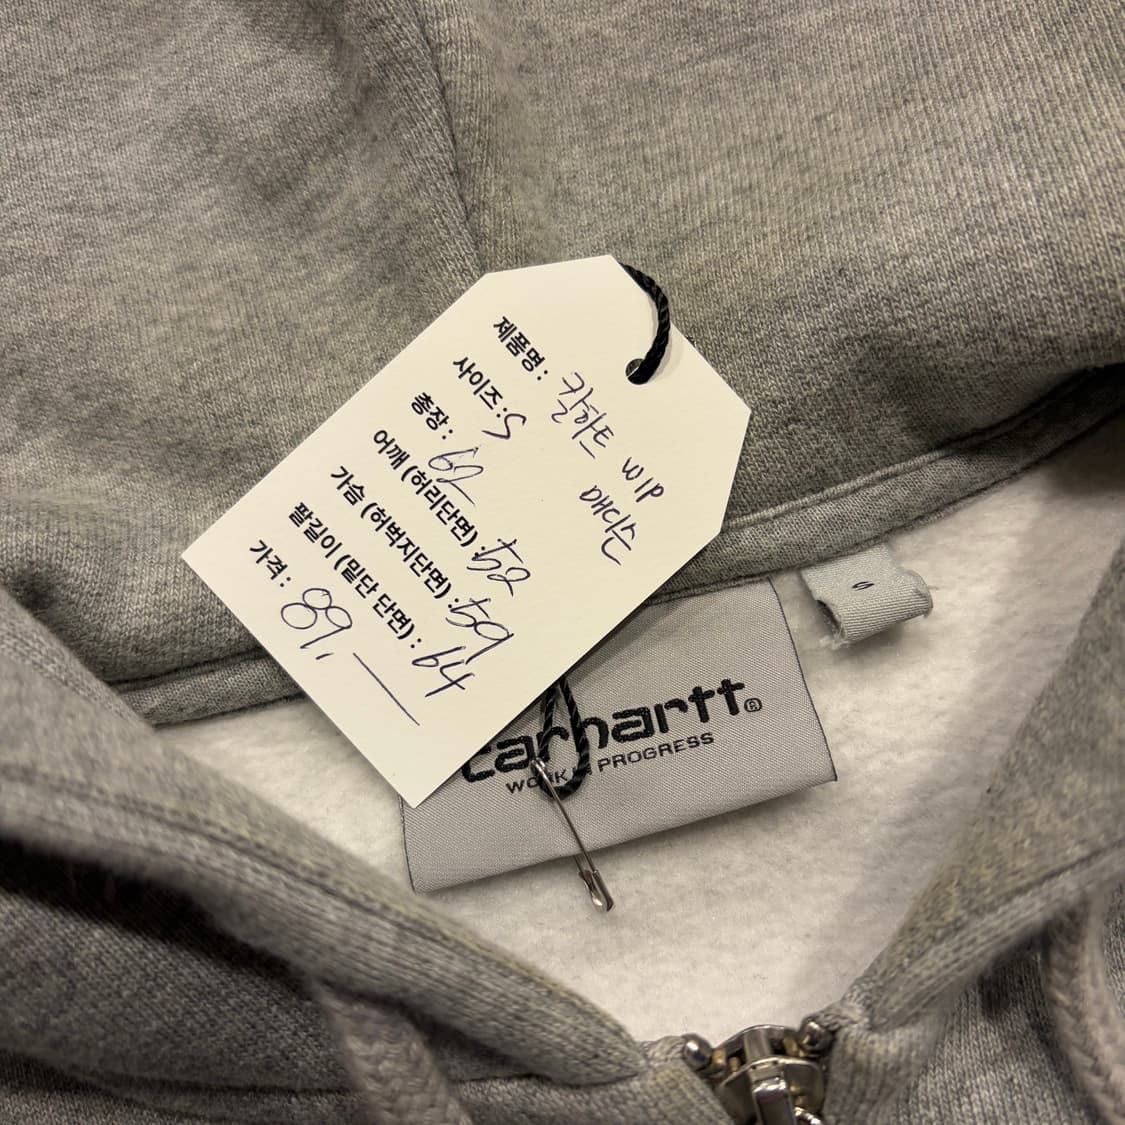 제품명 : 칼하트 WIP
매디슨
사이즈 : S
총장 : 62
어깨 (허리단면) : 52
가슴 (허벅지단면) : 59
팔길이 (밑단 단면) : 64
가격 : 89,—
carhartt®
WORK IN PROGRESS
S